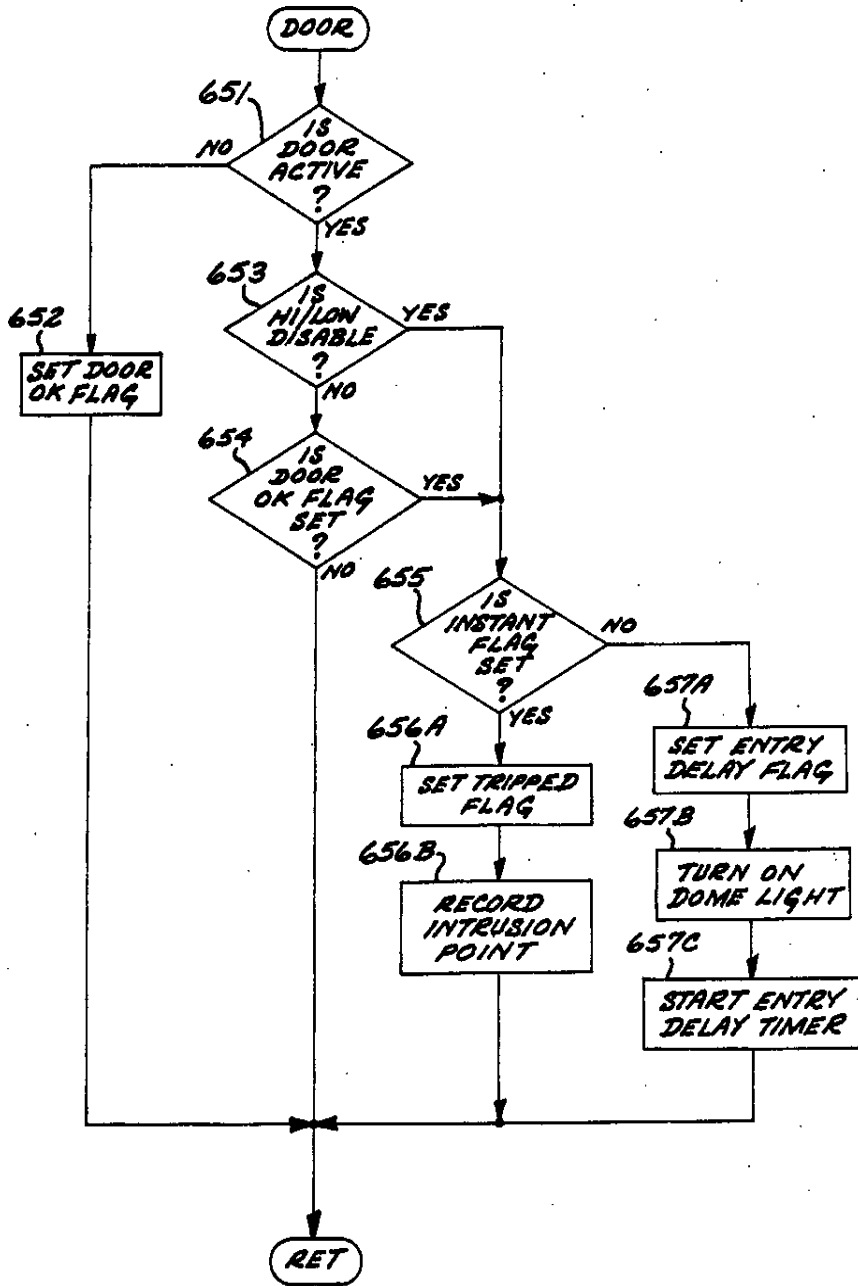 DOOR
651
IS
DOOR
ACTIVE
?
NO
YES
653
IS
HI/LOW
DISABLE
?
YES
NO
652
SET DOOR
OK FLAG
654
IS
DOOR
OK FLAG
SET
?
YES
NO
655
IS
INSTANT
FLAG
SET
?
NO
YES
656A
SET TRIPPED
FLAG
656B
RECORD
INTRUSION
POINT
657A
SET ENTRY
DELAY FLAG
657B
TURN ON
DOME LIGHT
657C
START ENTRY
DELAY TIMER
RET